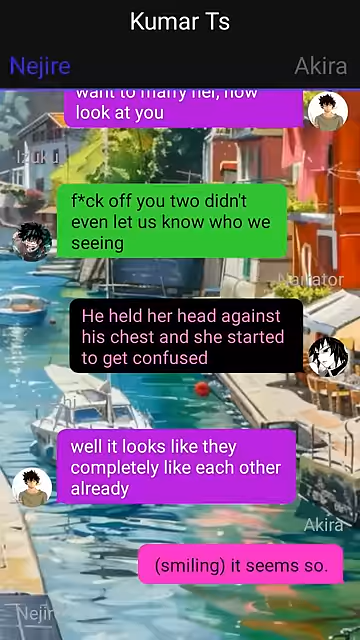 Kumar Ts
Nejire
Akira
want to marry her, now
look at you
Izuku
f*ck off you two didn't
even let us know who we
seeing
Narrator
He held her head against
his chest and she started
to get confused
well it looks like they
completely like each other
already
Akira
(smiling) it seems so.
Nejire